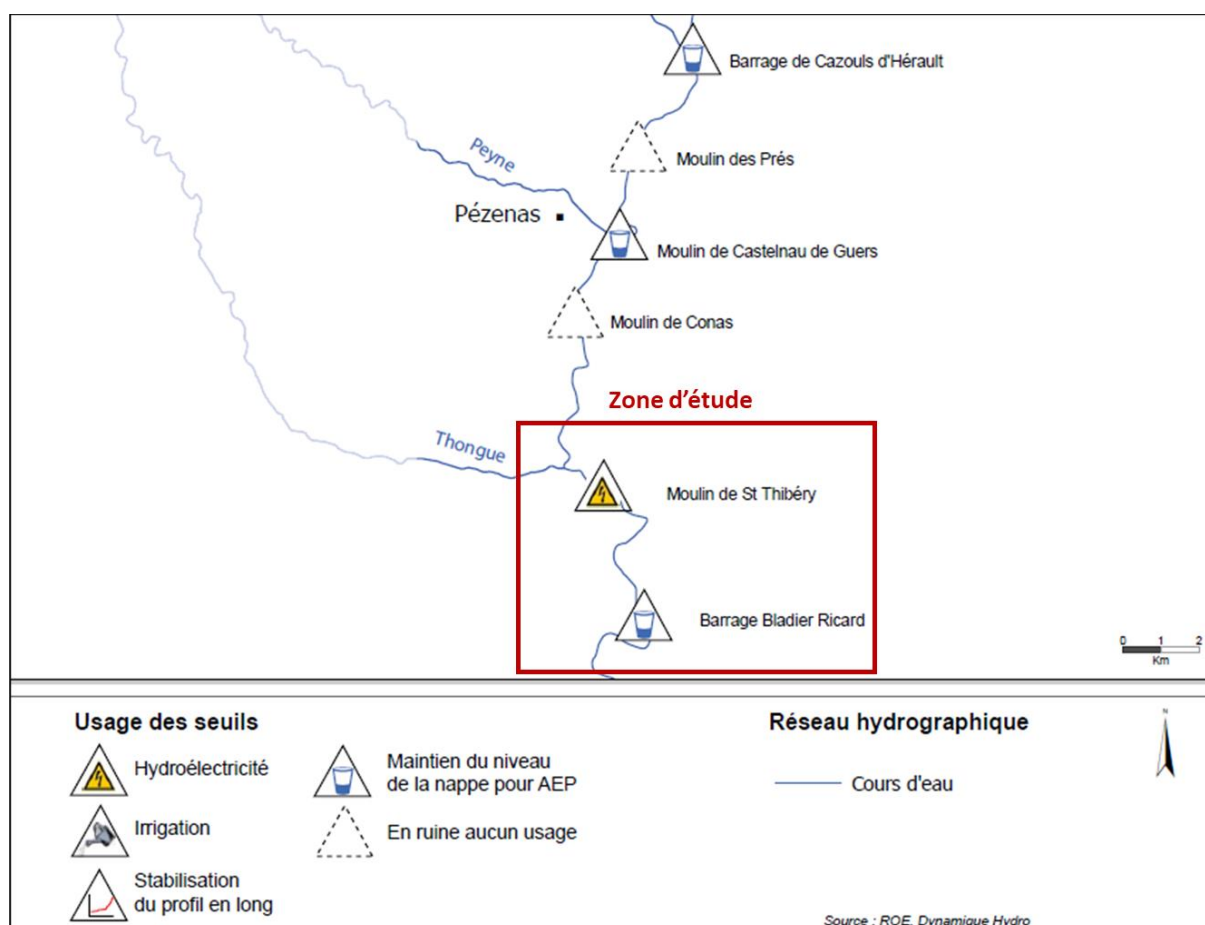 Barrage de Cazouls d'Hérault
Moulin des Prés
Peyne
Pézenas
Moulin de Castelnau de Guers
Moulin de Conas
Zone d'étude
Thongue
Moulin de St Thibéry
Barrage Bladier Ricard
0 1 2
Km
Usage des seuils
Hydroélectricité
Irrigation
Stabilisation
du profil en long
Maintien du niveau
de la nappe pour AEP
En ruine aucun usage
Réseau hydrographique
Cours d'eau
N
Source : ROE, Dynamique Hydro